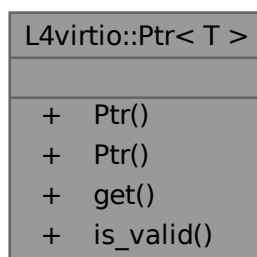 L4virtio::Ptr< T >
+ Ptr()
+ Ptr()
+ get()
+ is_valid()